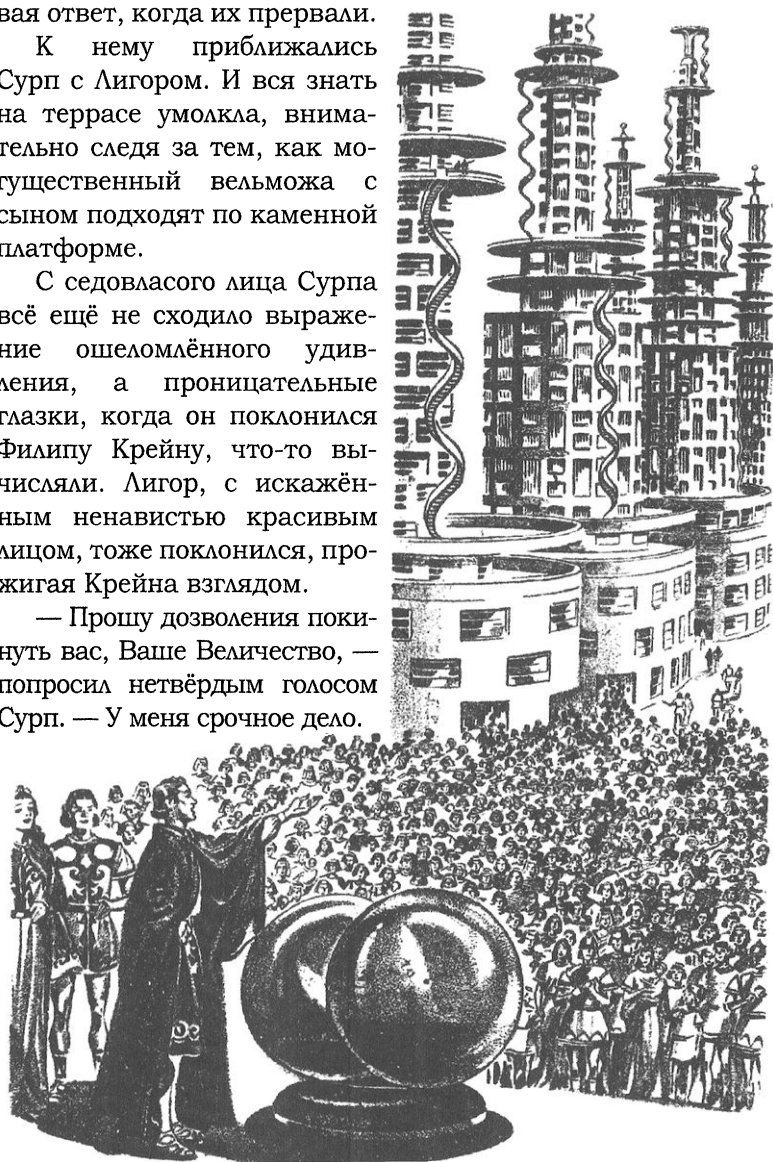 вая ответ, когда их прервали.
К нему приближались
Сурп с Лигором. И вся знать
на террасе умолкла, внима-
тельно следя за тем, как мо-
гущественный вельможа с
сыном подходят по каменной
платформе.
С седовласого лица Сурпа
всё ещё не сходило выраже-
ние ошеломлённого удив-
ления, а проницательные
глазки, когда он поклонился
Филипу Крейну, что-то вы-
числяли. Лигор, с искажён-
ным ненавистью красивым
лицом, тоже поклонился, про-
жигая Крейна взглядом.
— Прошу дозволения поки-
нуть вас, Ваше Величество, —
попросил нетвёрдым голосом
Сурп. — У меня срочное дело.